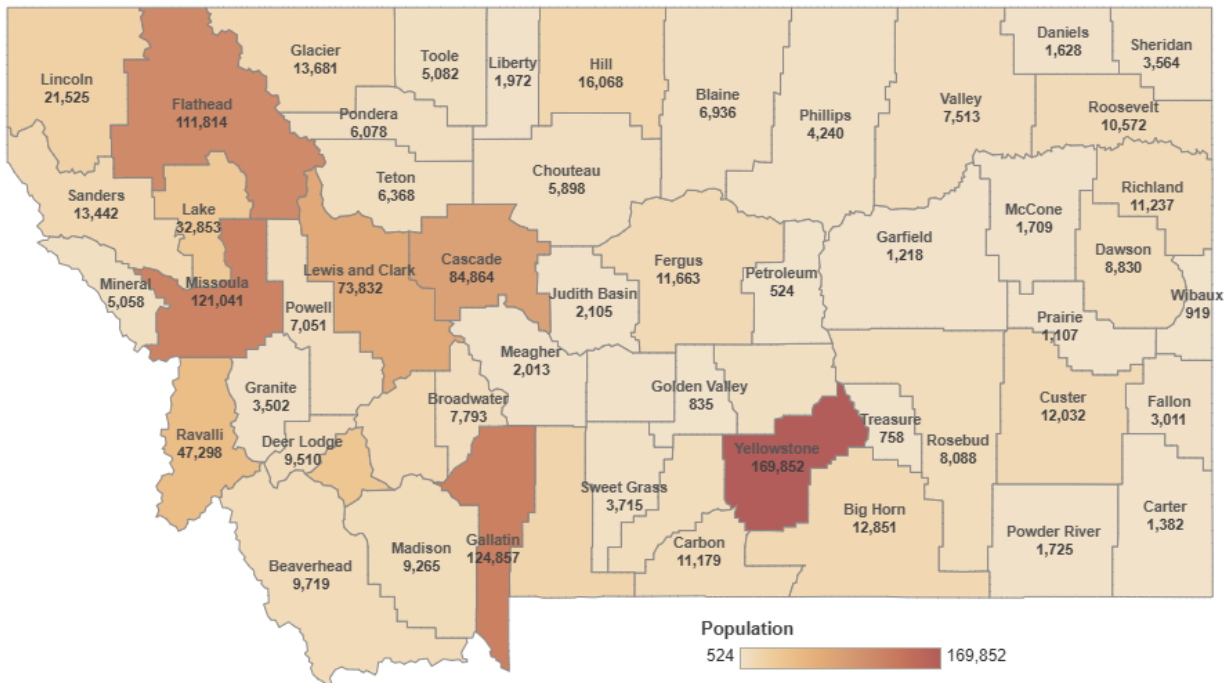 Lincoln
21,525
Flathead
111,814
Glacier
13,681
Toole
5,082
Liberty
1,972
Hill
16,068
Blaine
6,936
Phillips
4,240
Valley
7,513
Daniels
1,628
Sheridan
3,564
Roosevelt
10,572
Pondera
6,078
Teton
6,368
Chouteau
5,898
Sanders
13,442
Lake
32,853
McCone
1,709
Richland
11,237
Mineral
5,058
Missoula
121,041
Powell
7,051
Lewis and Clark
73,832
Cascade
84,864
Judith Basin
2,105
Fergus
11,663
Petroleum
524
Garfield
1,218
Dawson
8,830
Wibaux
919
Prairie
1,107
Meagher
2,013
Granite
3,502
Broadwater
7,793
Golden Valley
835
Custer
12,032
Fallon
3,011
Ravalli
47,298
Deer Lodge
9,510
Yellowstone
169,852
Treasure
758
Rosebud
8,088
Sweet Grass
3,715
Big Horn
12,851
Carter
1,382
Powder River
1,725
Beaverhead
9,719
Madison
9,265
Gallatin
124,857
Carbon
11,179
Population
524
169,852